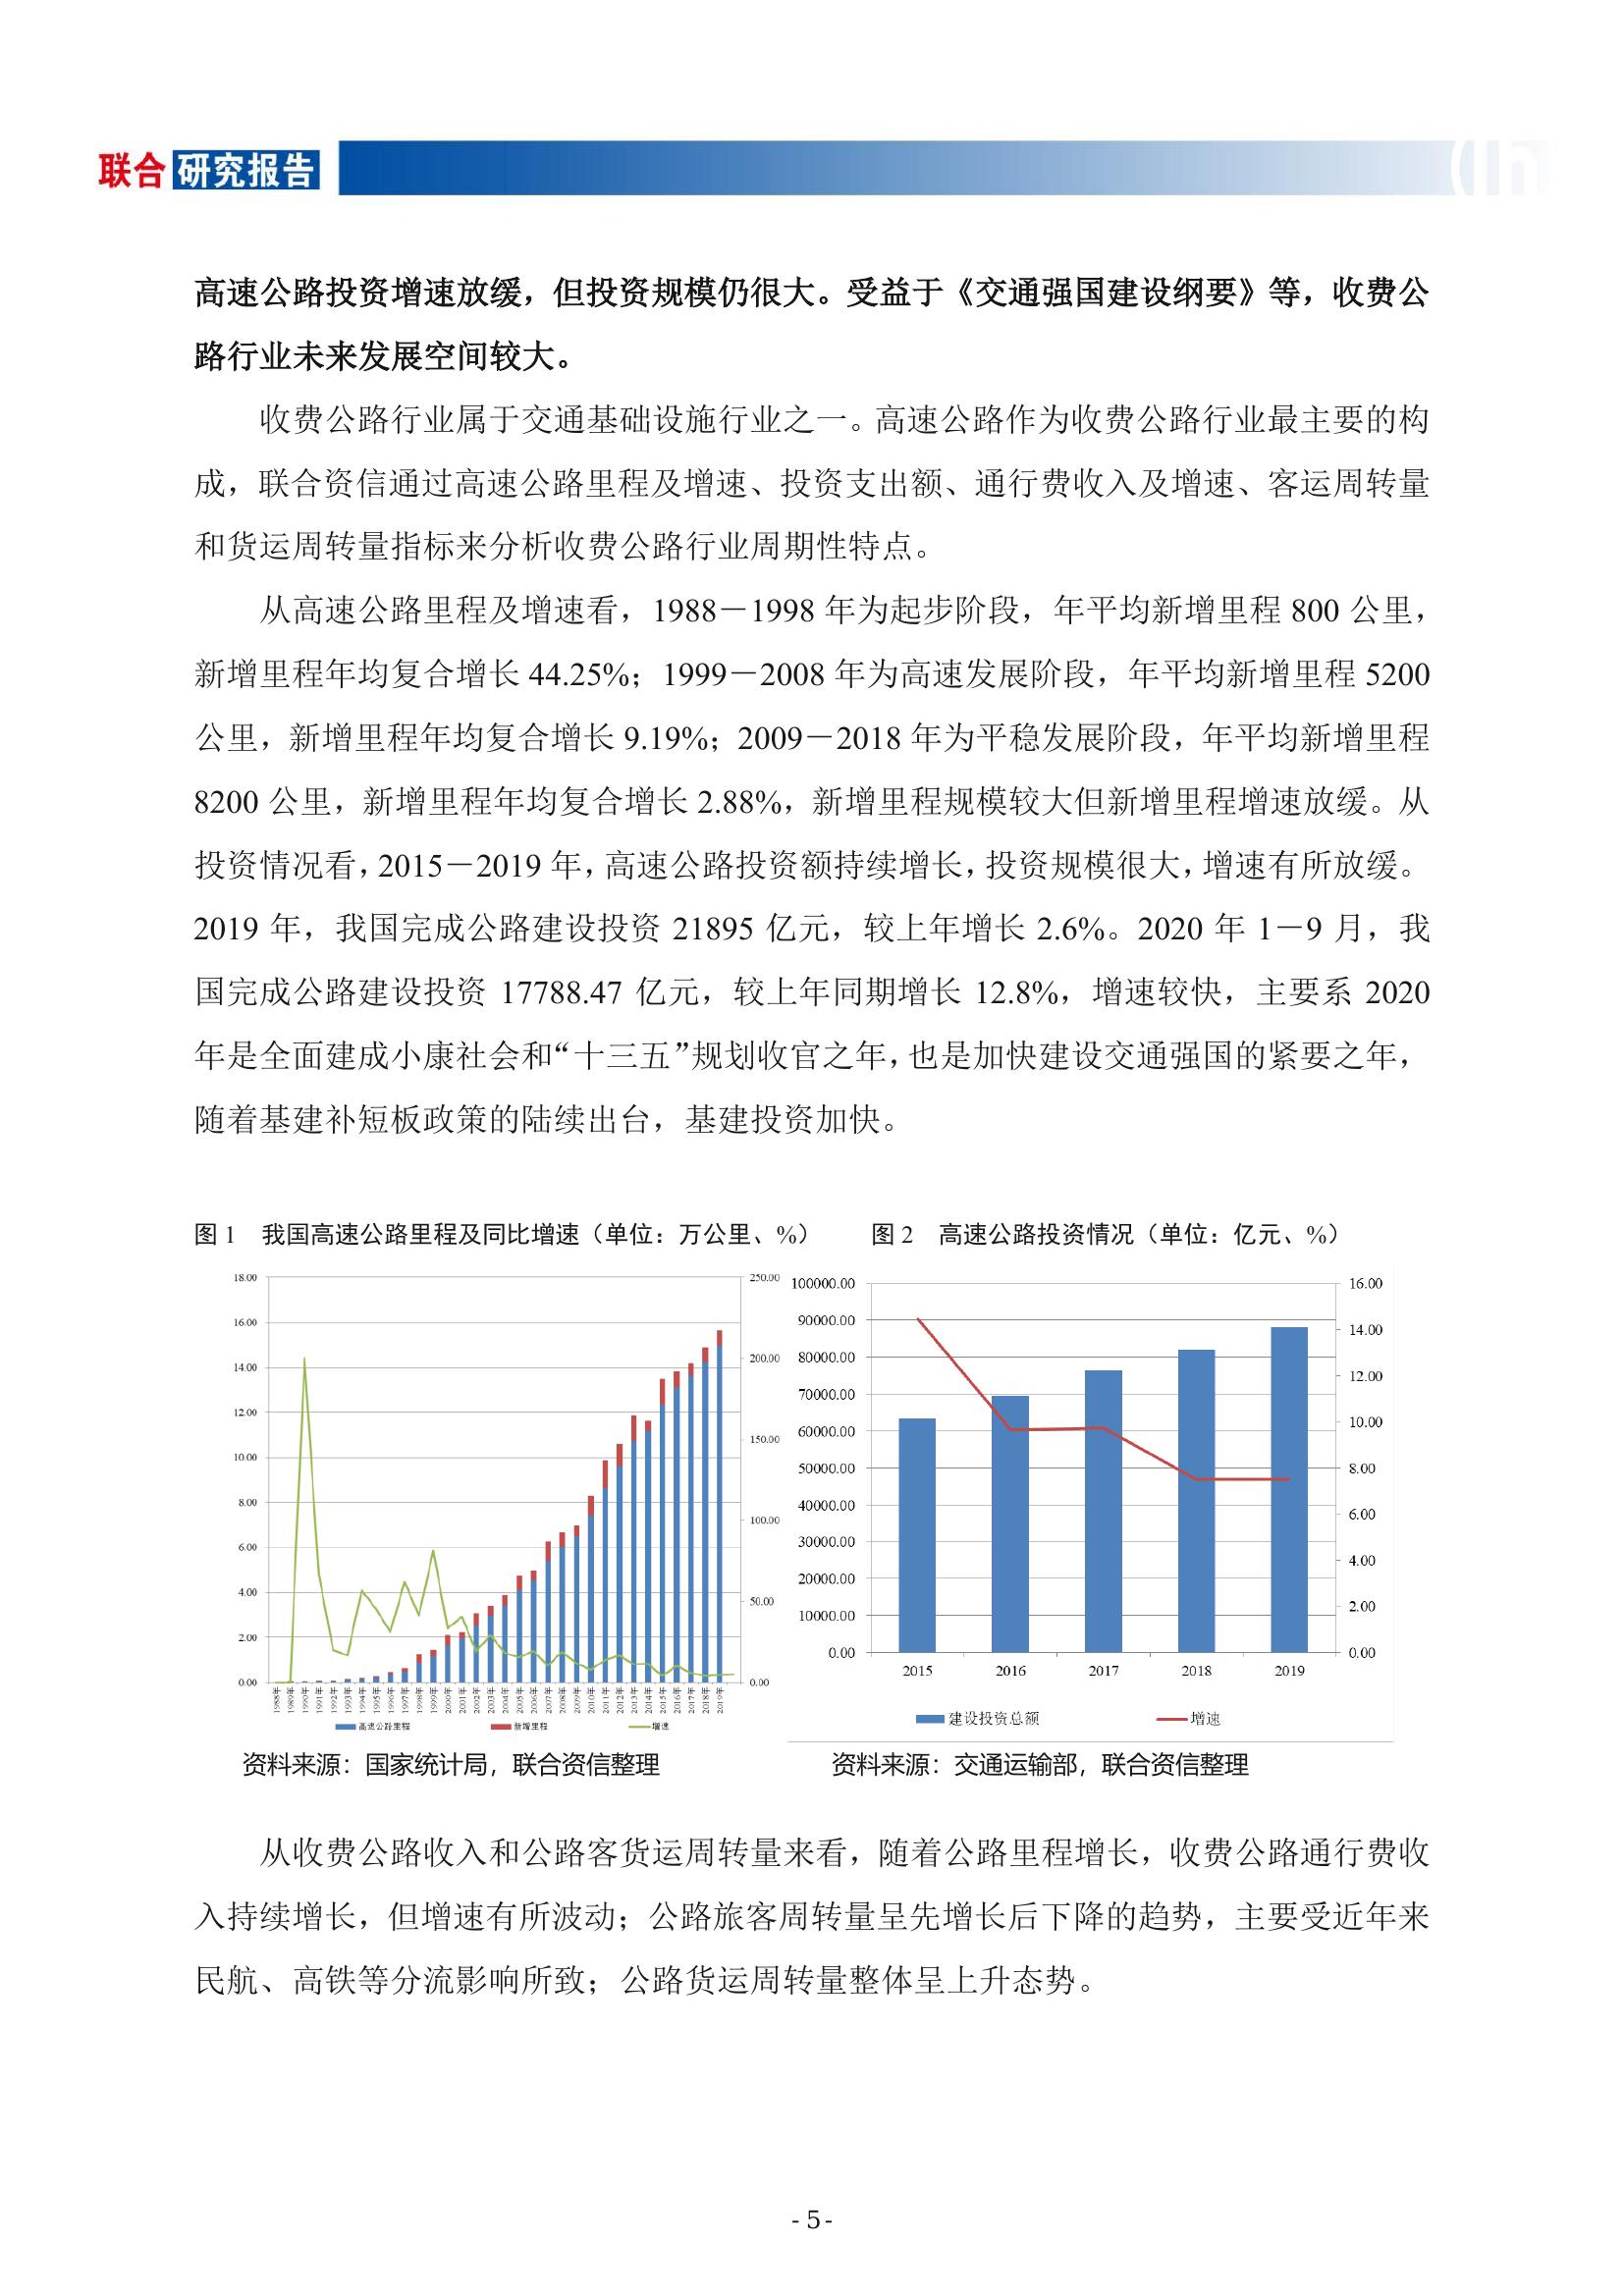 联合 研究报告
高速公路投资增速放缓，但投资规模仍很大。受益于《交通强国建设纲要》等，收费公
路行业未来发展空间较大。
收费公路行业属于交通基础设施行业之一。高速公路作为收费公路行业最主要的构
成，联合资信通过高速公路里程及增速、投资支出额、通行费收入及增速、客运周转量
和货运周转量指标来分析收费公路行业周期性特点。
从高速公路里程及增速看，1988－1998 年为起步阶段，年平均新增里程 800 公里，
新增里程年均复合增长 44.25%；1999－2008 年为高速发展阶段，年平均新增里程 5200
公里，新增里程年均复合增长 9.19%；2009－2018 年为平稳发展阶段，年平均新增里程
8200 公里，新增里程年均复合增长 2.88%，新增里程规模较大但新增里程增速放缓。从
投资情况看，2015－2019 年，高速公路投资额持续增长，投资规模很大，增速有所放缓。
2019 年，我国完成公路建设投资 21895 亿元，较上年增长 2.6%。2020 年 1－9 月，我
国完成公路建设投资 17788.47 亿元，较上年同期增长 12.8%，增速较快，主要系 2020
年是全面建成小康社会和“十三五”规划收官之年，也是加快建设交通强国的紧要之年，
随着基建补短板政策的陆续出台，基建投资加快。
图 1 我国高速公路里程及同比增速（单位：万公里、%）
18.00
16.00
14.00
12.00
10.00
8.00
6.00
4.00
2.00
0.00
250.00
200.00
150.00
100.00
50.00
0.00
1988年 1989年 1990年 1991年 1992年 1993年 1994年 1995年 1996年 1997年 1998年 1999年 2000年 2001年 2002年 2003年 2004年 2005年 2006年 2007年 2008年 2009年 2010年 2011年 2012年 2013年 2014年 2015年 2016年 2017年 2018年 2019年
高速公路里程 新增里程 增速
资料来源：国家统计局，联合资信整理
图 2 高速公路投资情况（单位：亿元、%）
100000.00
90000.00
80000.00
70000.00
60000.00
50000.00
40000.00
30000.00
20000.00
10000.00
0.00
16.00
14.00
12.00
10.00
8.00
6.00
4.00
2.00
0.00
2015 2016 2017 2018 2019
建设投资总额 增速
资料来源：交通运输部，联合资信整理
从收费公路收入和公路客货运周转量来看，随着公路里程增长，收费公路通行费收
入持续增长，但增速有所波动；公路旅客周转量呈先增长后下降的趋势，主要受近年来
民航、高铁等分流影响所致；公路货运周转量整体呈上升态势。
- 5 -